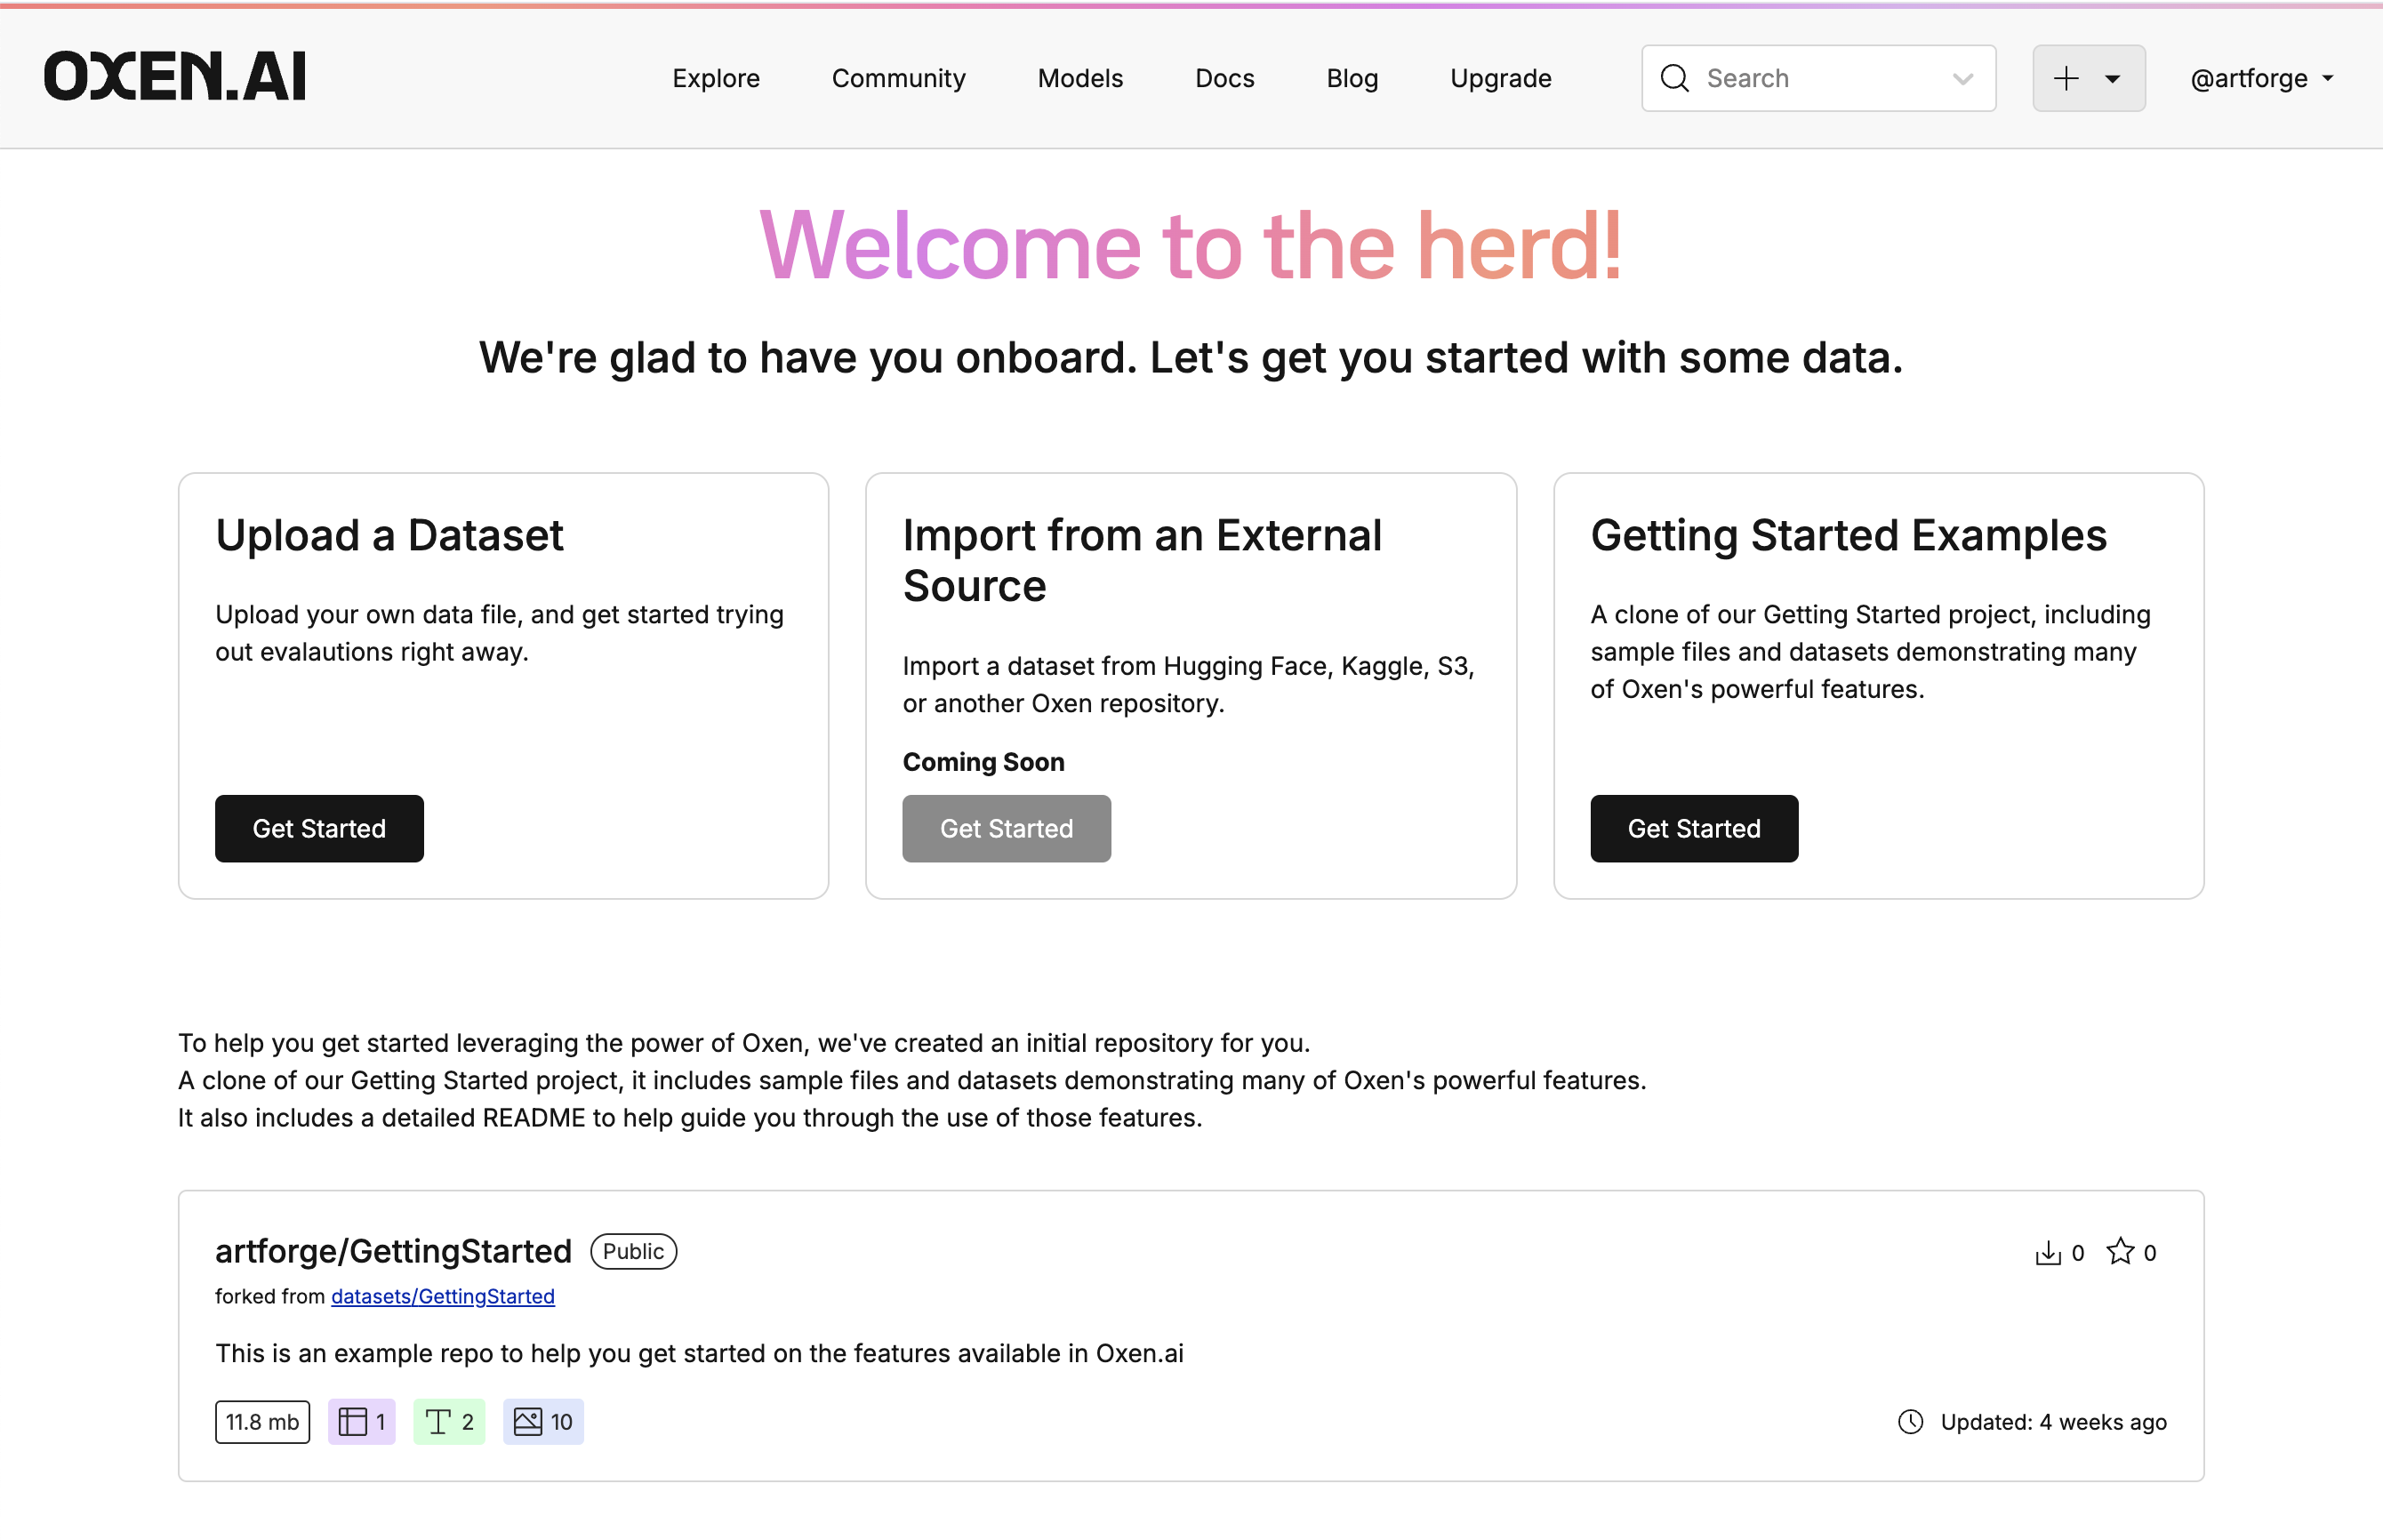 OXEN.AI
Explore
Community
Models
Docs
Blog
Upgrade
Search
@artforge
Welcome to the herd!
We're glad to have you onboard. Let's get you started with some data.
Upload a Dataset
Upload your own data file, and get started trying
out evalautions right away.
Get Started
Import from an External
Source
Import a dataset from Hugging Face, Kaggle, S3,
or another Oxen repository.
Coming Soon
Get Started
Getting Started Examples
A clone of our Getting Started project, including
sample files and datasets demonstrating many
of Oxen's powerful features.
Get Started
To help you get started leveraging the power of Oxen, we've created an initial repository for you.
A clone of our Getting Started project, it includes sample files and datasets demonstrating many of Oxen's powerful features.
It also includes a detailed README to help guide you through the use of those features.
artforge/GettingStarted
Public
0
0
forked from datasets/GettingStarted
This is an example repo to help you get started on the features available in Oxen.ai
11.8 mb
1
2
10
Updated: 4 weeks ago